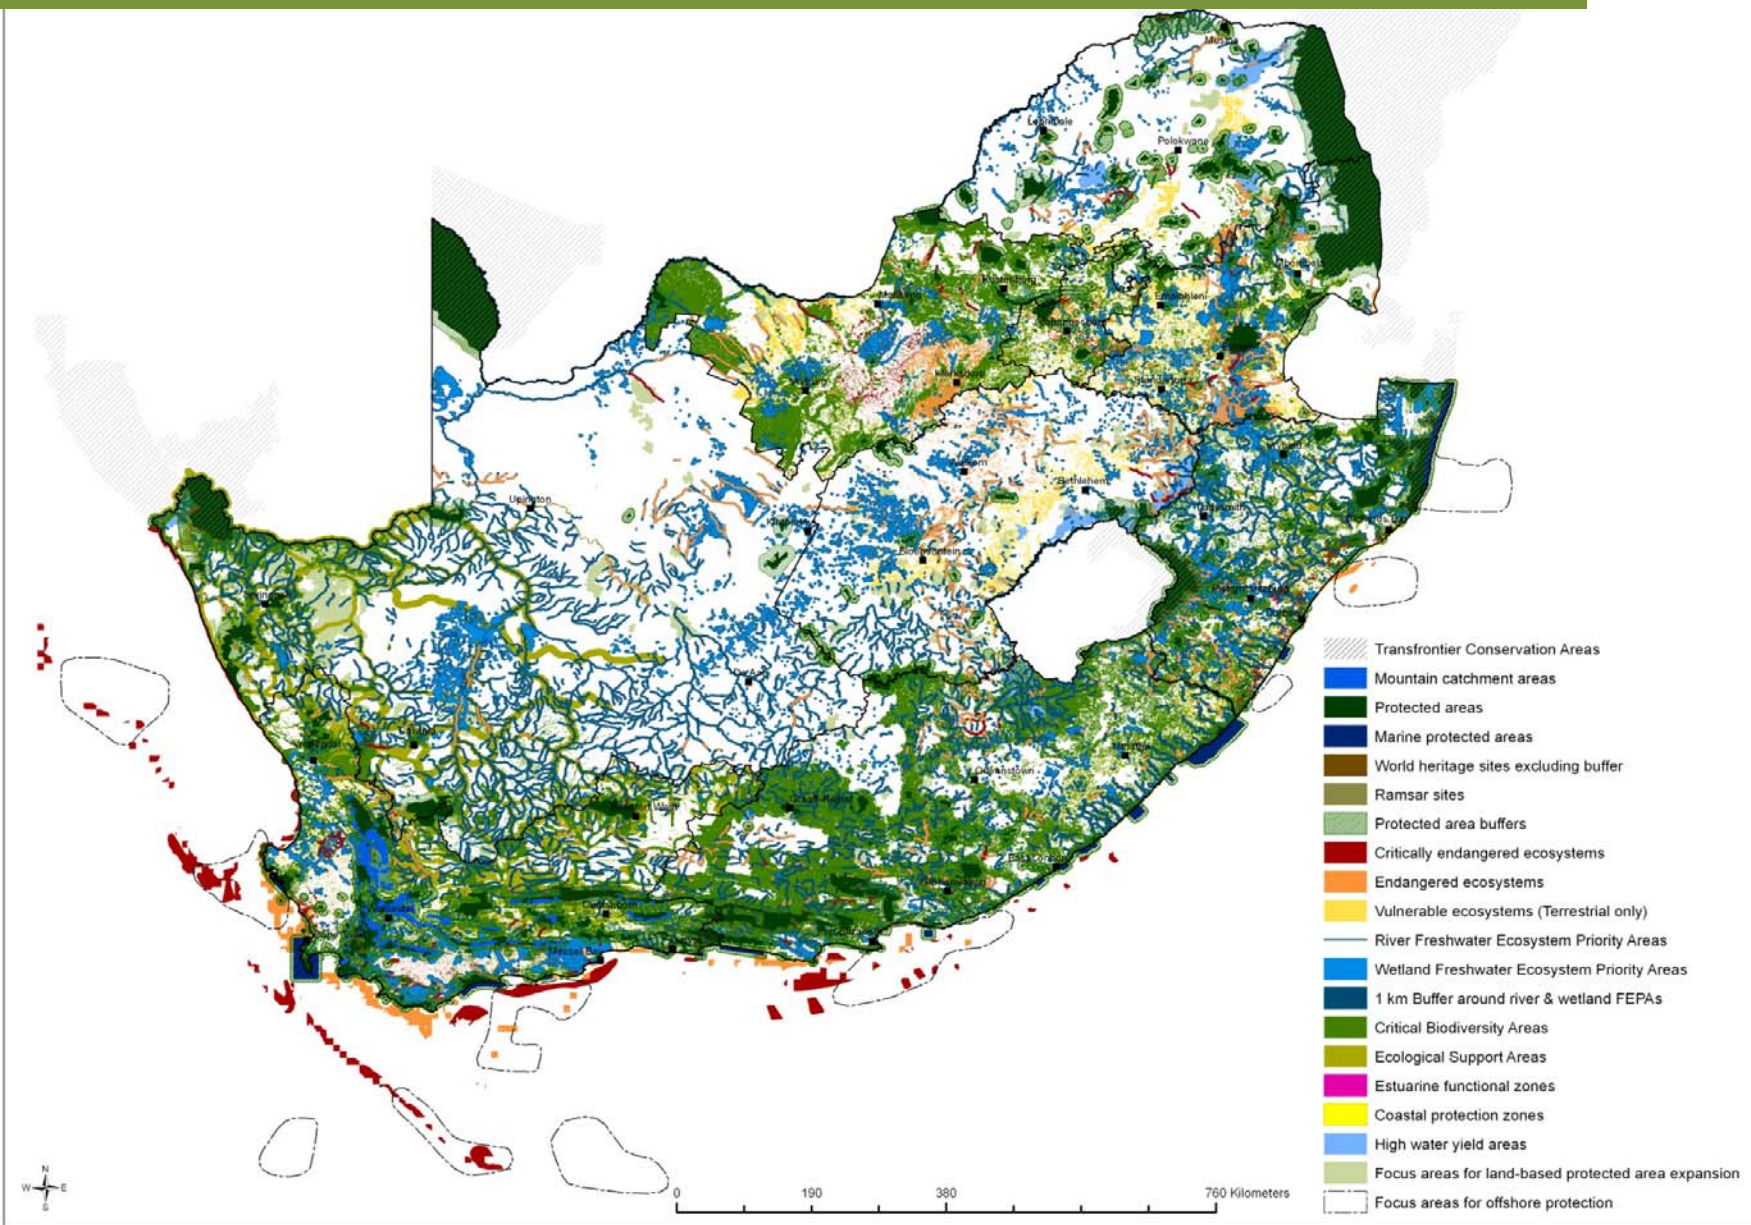 Polokwane
Upington
Welkom
Bethlehem
Ladysmith
Bloemfontein
Queenstown
Transfrontier Conservation Areas
Mountain catchment areas
Protected areas
Marine protected areas
World heritage sites excluding buffer
Ramsar sites
Protected area buffers
Critically endangered ecosystems
Endangered ecosystems
Vulnerable ecosystems (Terrestrial only)
River Freshwater Ecosystem Priority Areas
Wetland Freshwater Ecosystem Priority Areas
1 km Buffer around river & wetland FEPAs
Critical Biodiversity Areas
Ecological Support Areas
Estuarine functional zones
Coastal protection zones
High water yield areas
Focus areas for land-based protected area expansion
Focus areas for offshore protection
N
W E
S
0 190 380 760 Kilometers